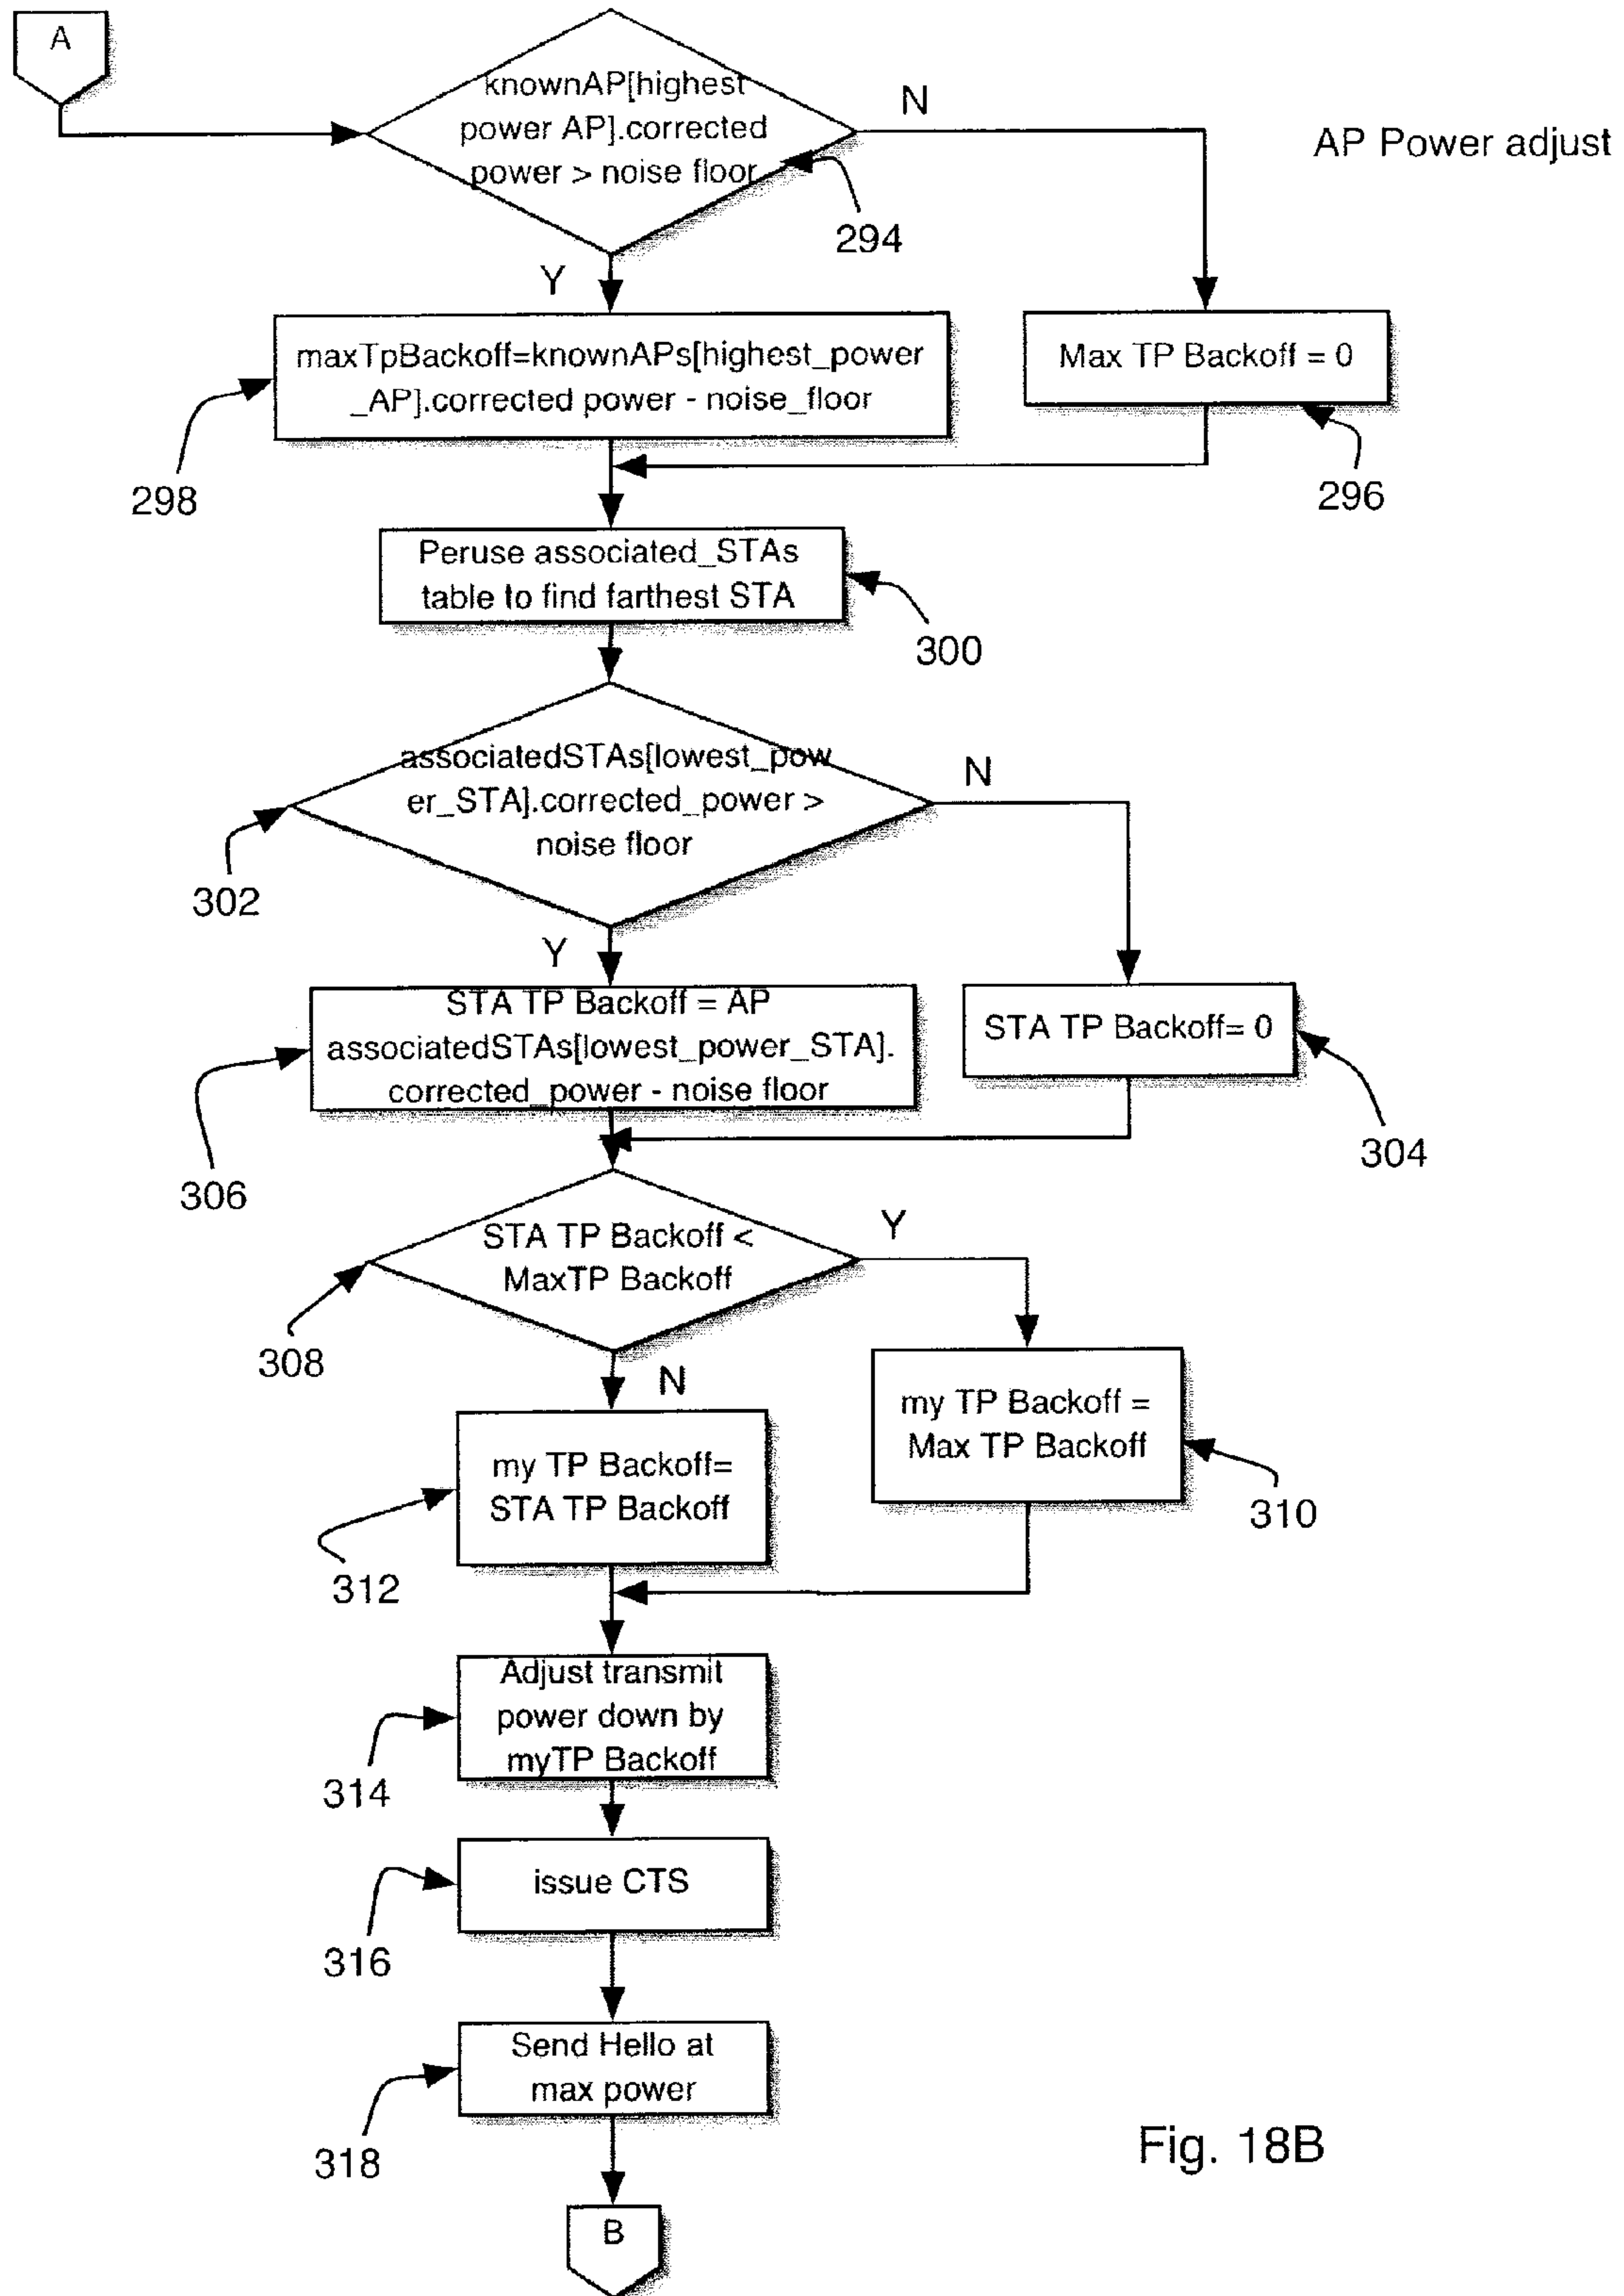 A
knownAP[highest
power AP].corrected
power > noise floor
N
AP Power adjust
294
Y
maxTpBackoff=knownAPs[highest_power
_AP].corrected power - noise_floor
Max TP Backoff = 0
298
296
Peruse associated_STAs
table to find farthest STA
300
associatedSTAs[lowest_pow
er_STA].corrected_power >
noise floor
N
302
Y
STA TP Backoff = AP
associatedSTAs[lowest_power_STA].
corrected_power - noise floor
STA TP Backoff= 0
304
306
STA TP Backoff <
MaxTP Backoff
Y
308
N
my TP Backoff =
Max TP Backoff
my TP Backoff=
STA TP Backoff
310
312
Adjust transmit
power down by
myTP Backoff
314
issue CTS
316
Send Hello at
max power
318
Fig. 18B
B